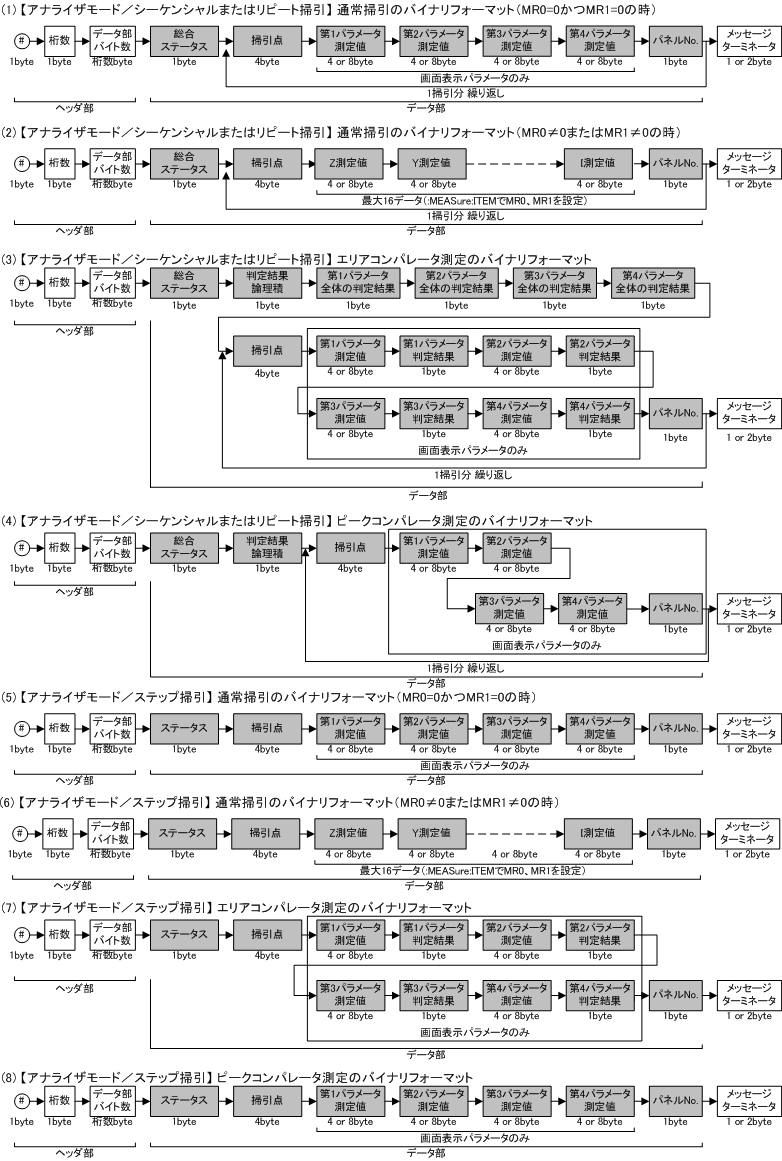 (1)【アナライザモード／シーケンシャルまたはリピート掃引】 通常掃引のバイナリフォーマット(MR0=0かつMR1=0の時)
# 桁数 データ部バイト数 総合ステータス 掃引点 第1パラメータ測定値 第2パラメータ測定値 第3パラメータ測定値 第4パラメータ測定値 パネルNo. メッセージターミネータ
1byte 1byte 桁数byte 1byte 4byte 4 or 8byte 4 or 8byte 4 or 8byte 4 or 8byte 1byte 1 or 2byte
画面表示パラメータのみ
1掃引分 繰り返し
ヘッダ部 データ部
(2)【アナライザモード／シーケンシャルまたはリピート掃引】 通常掃引のバイナリフォーマット(MR0≠0またはMR1≠0の時)
# 桁数 データ部バイト数 総合ステータス 掃引点 Z測定値 Y測定値 I測定値 パネルNo. メッセージターミネータ
1byte 1byte 桁数byte 1byte 4byte 4 or 8byte 4 or 8byte 4 or 8byte 1byte 1 or 2byte
最大16データ(:MEASure:ITEMでMR0、MR1を設定)
1掃引分 繰り返し
ヘッダ部 データ部
(3)【アナライザモード／シーケンシャルまたはリピート掃引】 エリアコンパレータ測定のバイナリフォーマット
# 桁数 データ部バイト数 総合ステータス 判定結果論理積 第1パラメータ全体の判定結果 第2パラメータ全体の判定結果 第3パラメータ全体の判定結果 第4パラメータ全体の判定結果
1byte 1byte 桁数byte 1byte 1byte 1byte 1byte 1byte 1byte
ヘッダ部
掃引点 第1パラメータ測定値 第1パラメータ判定結果 第2パラメータ測定値 第2パラメータ判定結果
4byte 4 or 8byte 1byte 4 or 8byte 1byte
第3パラメータ測定値 第3パラメータ判定結果 第4パラメータ測定値 第4パラメータ判定結果 パネルNo. メッセージターミネータ
4 or 8byte 1byte 4 or 8byte 1byte 1byte 1 or 2byte
画面表示パラメータのみ
1掃引分 繰り返し
データ部
(4)【アナライザモード／シーケンシャルまたはリピート掃引】 ピークコンパレータ測定のバイナリフォーマット
# 桁数 データ部バイト数 総合ステータス 判定結果論理積 掃引点 第1パラメータ測定値 第2パラメータ測定値
1byte 1byte 桁数byte 1byte 1byte 4byte 4 or 8byte 4 or 8byte
ヘッダ部
第3パラメータ測定値 第4パラメータ測定値 パネルNo. メッセージターミネータ
4 or 8byte 4 or 8byte 1byte 1 or 2byte
画面表示パラメータのみ
1掃引分 繰り返し
データ部
(5)【アナライザモード／ステップ掃引】 通常掃引のバイナリフォーマット(MR0=0かつMR1=0の時)
# 桁数 データ部バイト数 ステータス 掃引点 第1パラメータ測定値 第2パラメータ測定値 第3パラメータ測定値 第4パラメータ測定値 パネルNo. メッセージターミネータ
1byte 1byte 桁数byte 1byte 4byte 4 or 8byte 4 or 8byte 4 or 8byte 4 or 8byte 1byte 1 or 2byte
画面表示パラメータのみ
ヘッダ部 データ部
(6)【アナライザモード／ステップ掃引】 通常掃引のバイナリフォーマット(MR0≠0またはMR1≠0の時)
# 桁数 データ部バイト数 ステータス 掃引点 Z測定値 Y測定値 I測定値 パネルNo. メッセージターミネータ
1byte 1byte 桁数byte 1byte 4byte 4 or 8byte 4 or 8byte 4 or 8byte 4 or 8byte 1byte 1 or 2byte
最大16データ(:MEASure:ITEMでMR0、MR1を設定)
ヘッダ部 データ部
(7)【アナライザモード／ステップ掃引】 エリアコンパレータ測定のバイナリフォーマット
# 桁数 データ部バイト数 ステータス 掃引点 第1パラメータ測定値 第1パラメータ判定結果 第2パラメータ測定値 第2パラメータ判定結果
1byte 1byte 桁数byte 1byte 4byte 4 or 8byte 1byte 4 or 8byte 1byte
ヘッダ部
第3パラメータ測定値 第3パラメータ判定結果 第4パラメータ測定値 第4パラメータ判定結果 パネルNo. メッセージターミネータ
4 or 8byte 1byte 4 or 8byte 1byte 1byte 1 or 2byte
画面表示パラメータのみ
データ部
(8)【アナライザモード／ステップ掃引】 ピークコンパレータ測定のバイナリフォーマット
# 桁数 データ部バイト数 ステータス 掃引点 第1パラメータ測定値 第2パラメータ測定値 第3パラメータ測定値 第4パラメータ測定値 パネルNo. メッセージターミネータ
1byte 1byte 桁数byte 1byte 4byte 4 or 8byte 4 or 8byte 4 or 8byte 4 or 8byte 1byte 1 or 2byte
画面表示パラメータのみ
ヘッダ部 データ部